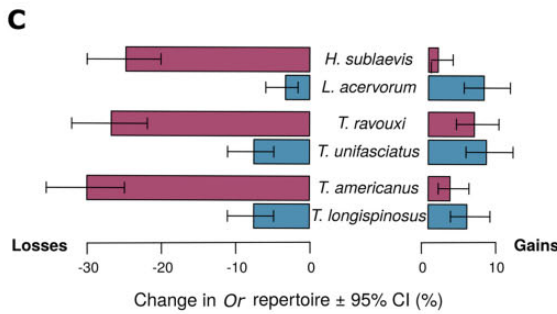 C
H. sublaevis
L. acervorum
T. ravouxi
T. unifasciatus
T. americanus
T. longispinosus
Losses
Gains
-30 -20 -10 0 0 10
Change in Or repertoire ± 95% CI (%)